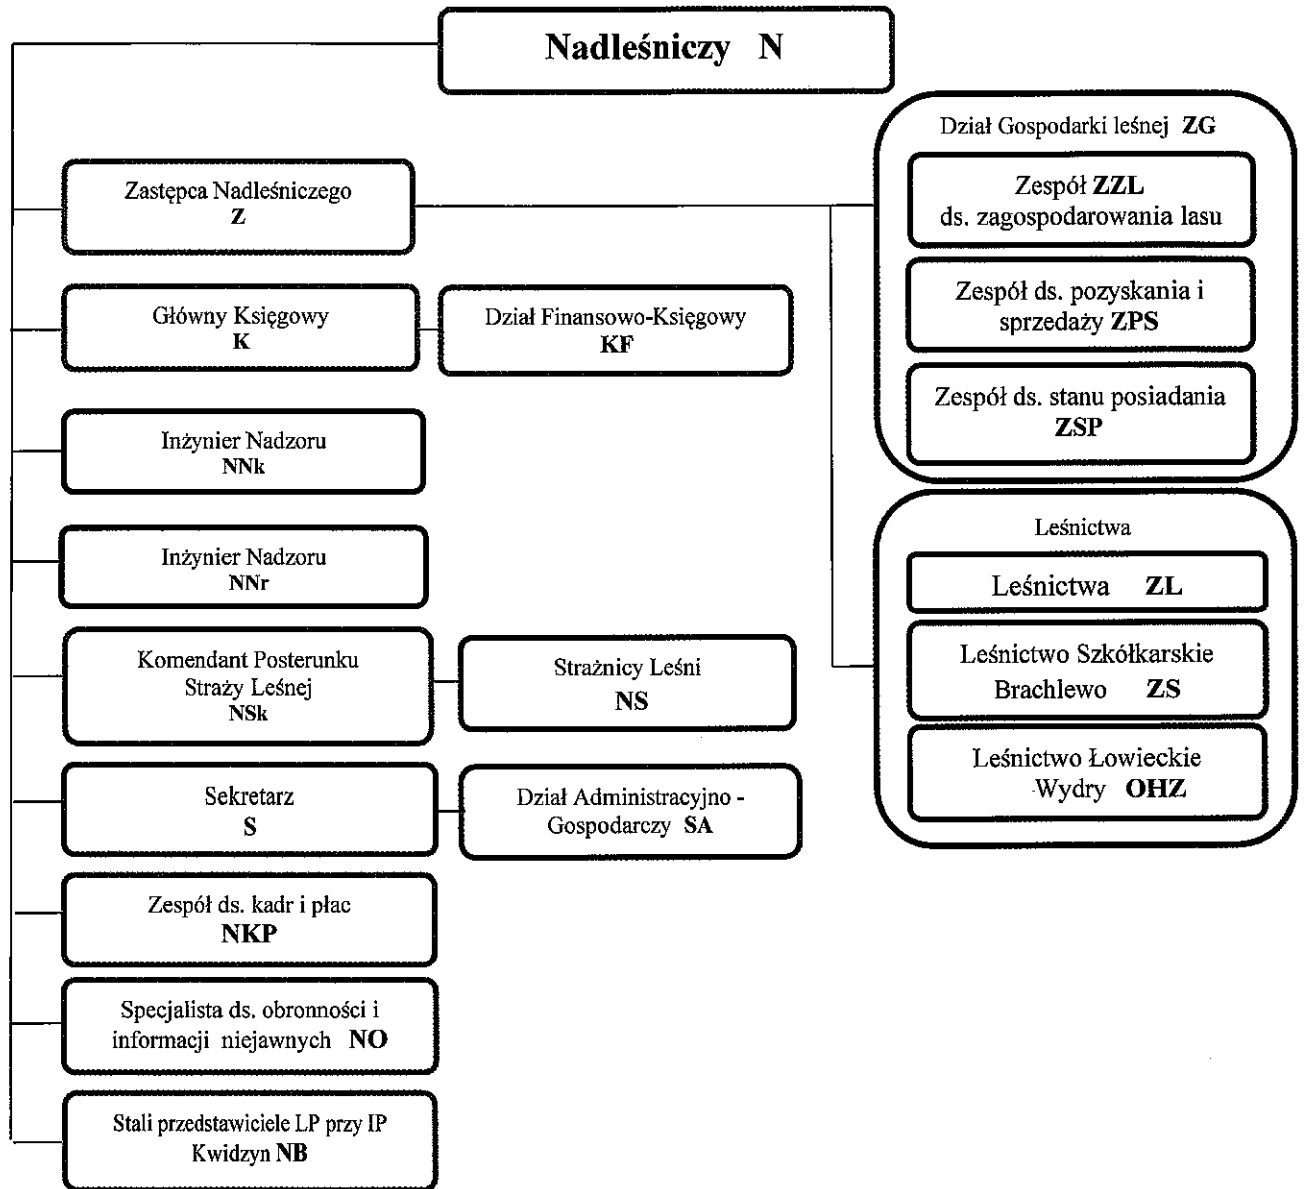 Nadleśniczy N
Zastępca Nadleśniczego
Z
Główny Księgowy
K
Dział Finansowo-Księgowy
KF
Inżynier Nadzoru
NNk
Inżynier Nadzoru
NNr
Komendant Posterunku
Straży Leśnej
NSk
Strażnicy Leśni
NS
Sekretarz
S
Dział Administracyjno -
Gospodarczy SA
Zespół ds. kadr i płac
NKP
Specjalista ds. obronności i
informacji niejawnych NO
Stali przedstawiciele LP przy IP
Kwidzyn NB
Dział Gospodarki leśnej ZG
Zespół ZZL
ds. zagospodarowania lasu
Zespół ds. pozyskania i
sprzedaży ZPS
Zespół ds. stanu posiadania
ZSP
Leśnictwa
Leśnictwa ZL
Leśnictwo Szkółkarskie
Brachlewo ZS
Leśnictwo Łowieckie
Wydry OHZ